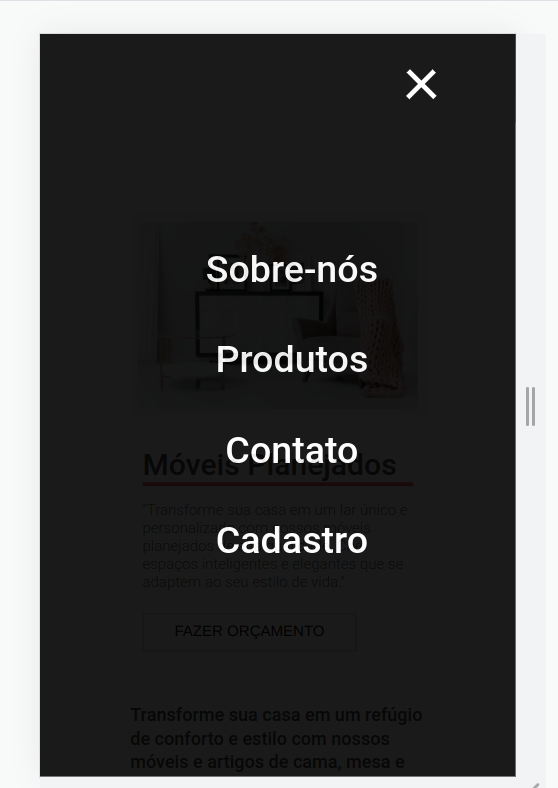 Sobre-nós
Produtos
Contato
Móveis Planejados
"Transforme sua casa em um lar único e
personalizado com nossos móveis
planejados
Cadastro
espaços inteligentes e elegantes que se
adaptem ao seu estilo de vida."
FAZER ORÇAMENTO
Transforme sua casa em um refúgio
de conforto e estilo com nossos
móveis e artigos de cama, mesa e